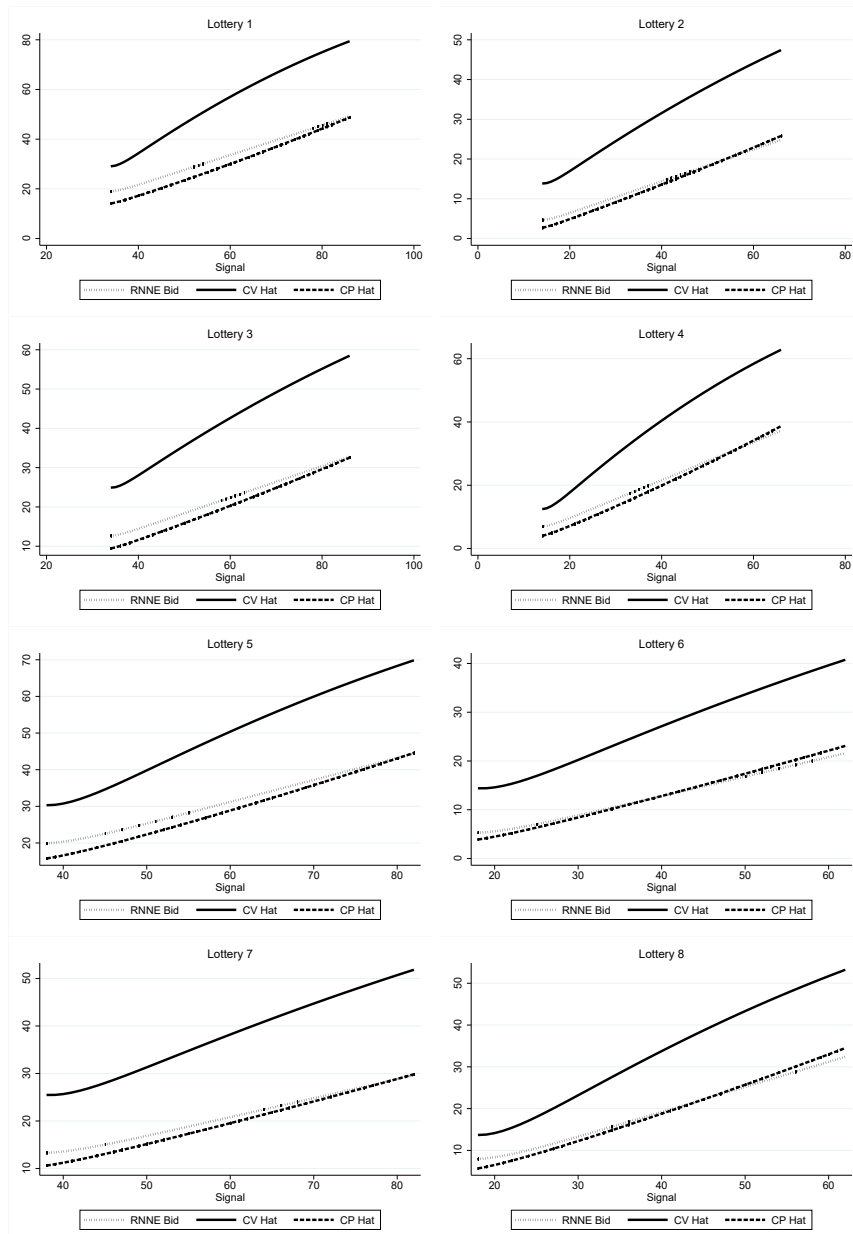 Lottery 1
80
60
40
20
0
20 40 60 80 100
Signal
RNNE Bid CV Hat CP Hat
Lottery 2
50
40
30
20
10
0
0 20 40 60 80
Signal
RNNE Bid CV Hat CP Hat
Lottery 3
60
50
40
30
20
10
20 40 60 80 100
Signal
RNNE Bid CV Hat CP Hat
Lottery 4
60
40
20
0
0 20 40 60 80
Signal
RNNE Bid CV Hat CP Hat
Lottery 5
70
60
50
40
30
20
40 50 60 70 80
Signal
RNNE Bid CV Hat CP Hat
Lottery 6
40
30
20
10
0
20 30 40 50 60
Signal
RNNE Bid CV Hat CP Hat
Lottery 7
50
40
30
20
10
40 50 60 70 80
Signal
RNNE Bid CV Hat CP Hat
Lottery 8
50
40
30
20
10
20 30 40 50 60
Signal
RNNE Bid CV Hat CP Hat